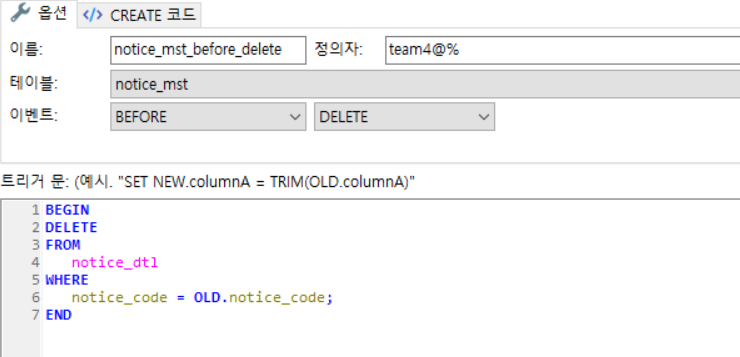 옵션 </> CREATE 코드
이름: notice_mst_before_delete 정의자: team4@%
테이블: notice_mst
이벤트: BEFORE DELETE
트리거 문: (예시. "SET NEW.columnA = TRIM(OLD.columnA)"
1 BEGIN
2 DELETE
3 FROM
4 notice_dtl
5 WHERE
6 notice_code = OLD.notice_code;
7 END